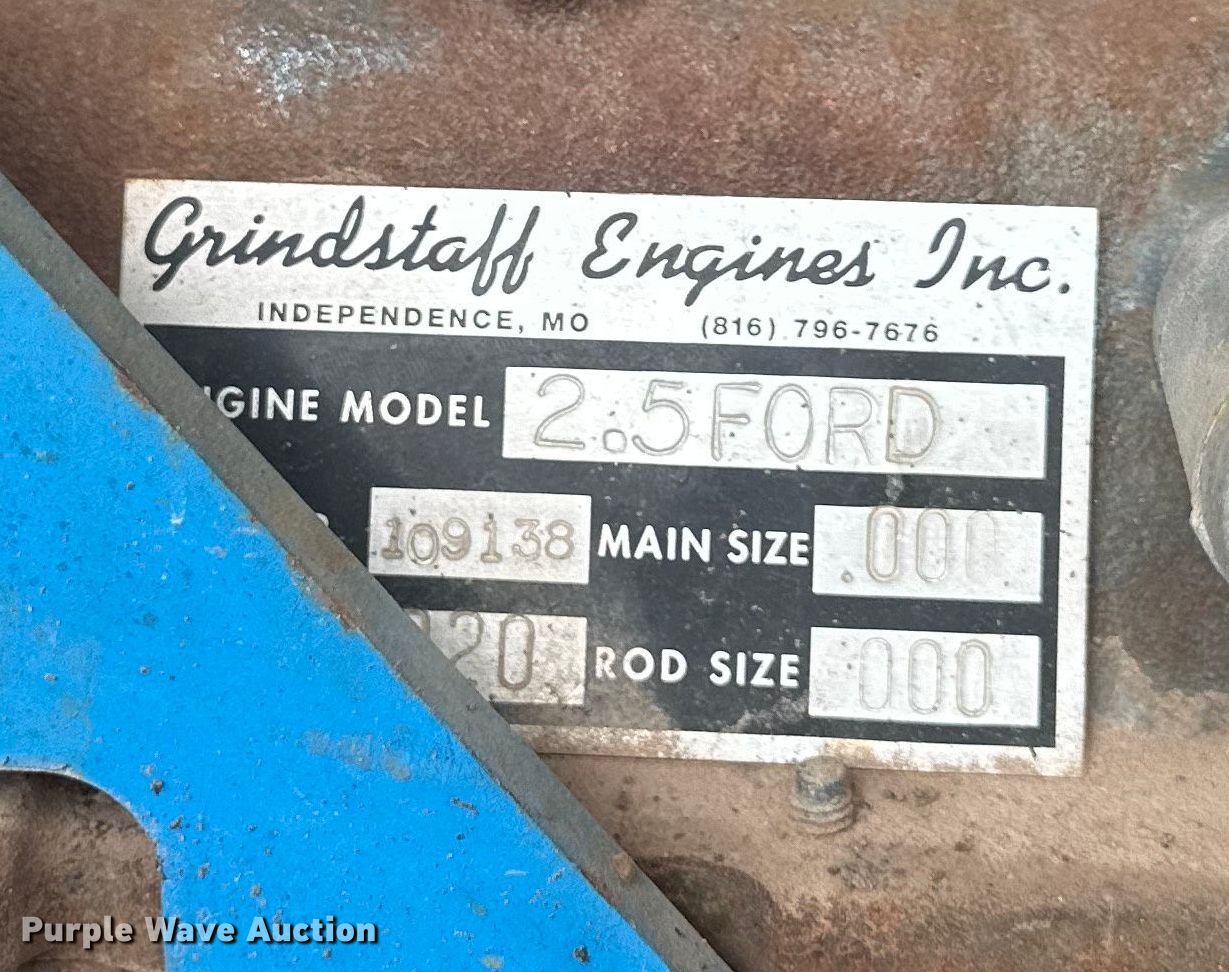 Grindstaff Engines Inc.
INDEPENDENCE, MO (816) 796-7676
GINE MODEL 2.5FORD
109138 MAIN SIZE .000
020 ROD SIZE 000
Purple Wave Auction